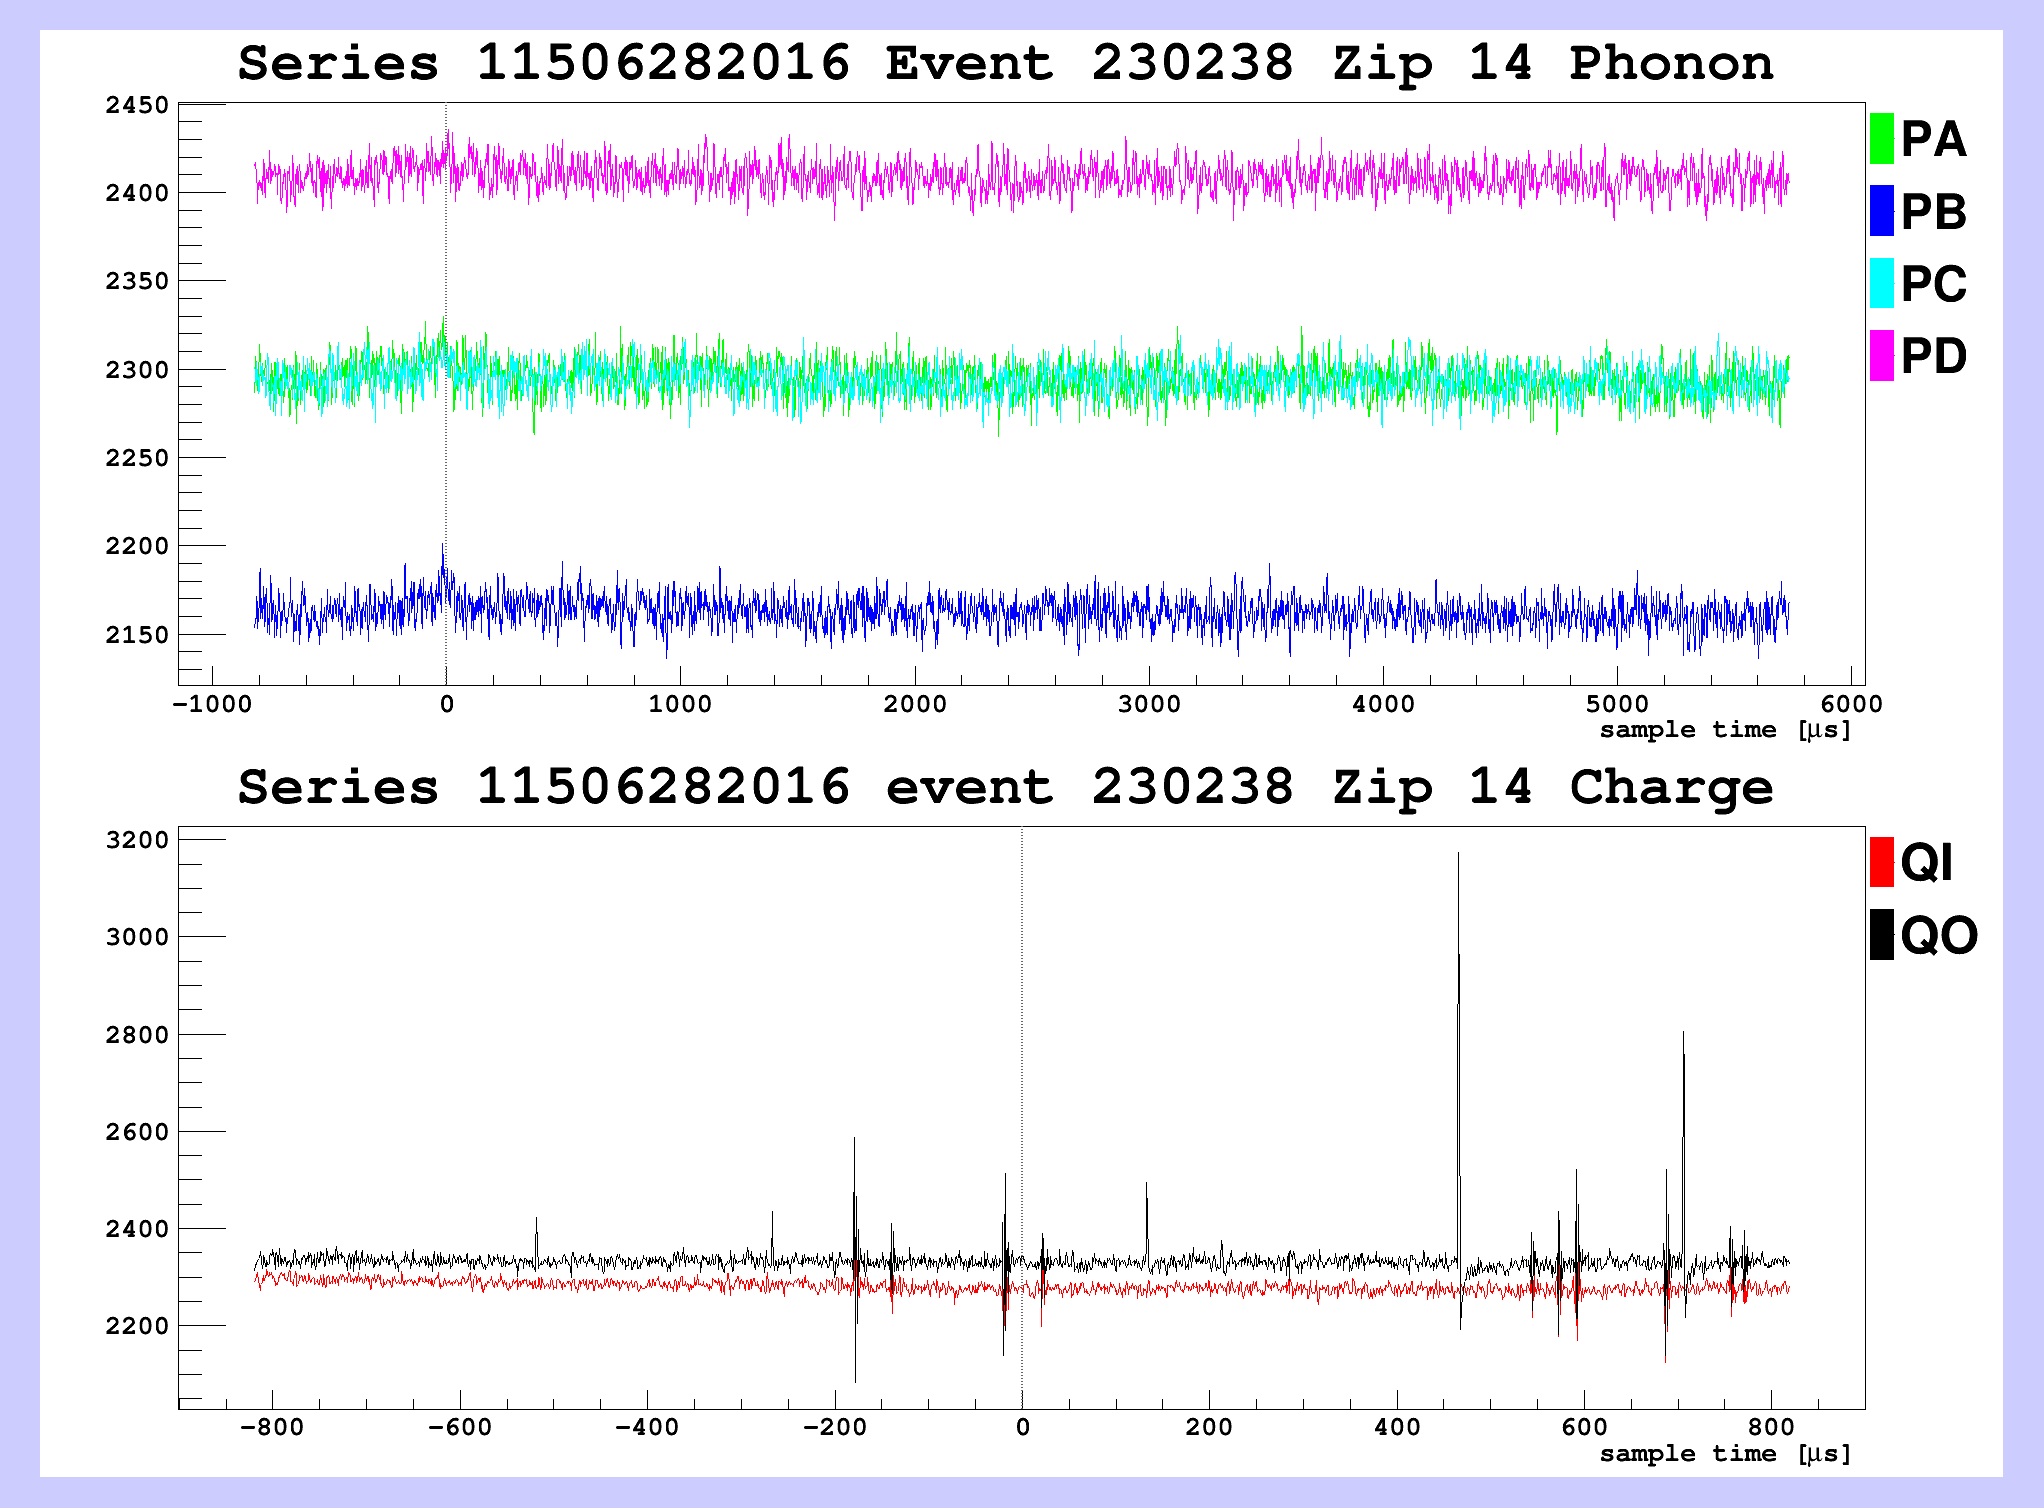 Series 11506282016 Event 230238 Zip 14 Phonon
2450
2400
2350
2300
2250
2200
2150
−1000 0 1000 2000 3000 4000 5000 6000
sample time [μs]
PA
PB
PC
PD
Series 11506282016 event 230238 Zip 14 Charge
3200
3000
2800
2600
2400
2200
−800 −600 −400 −200 0 200 400 600 800
sample time [μs]
QI
QO